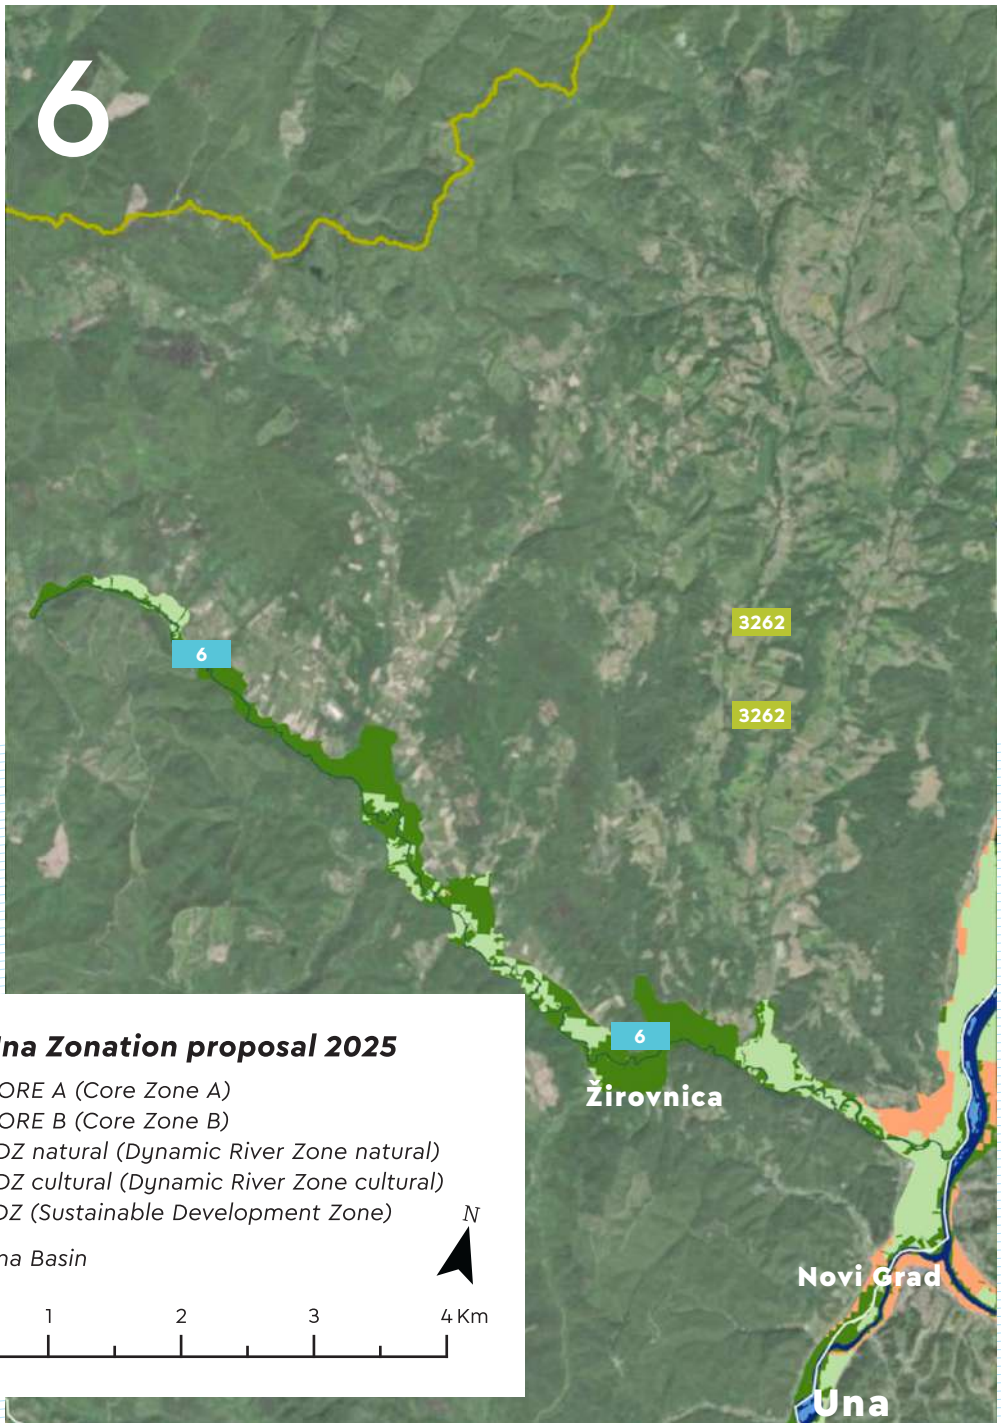 6
3262
6
3262
6
Žirovnica
na Zonation proposal 2025
ORE A (Core Zone A)
ORE B (Core Zone B)
DZ natural (Dynamic River Zone natural)
DZ cultural (Dynamic River Zone cultural)
DZ (Sustainable Development Zone)
N
na Basin
1 2 3 4 Km
Novi Grad
Una